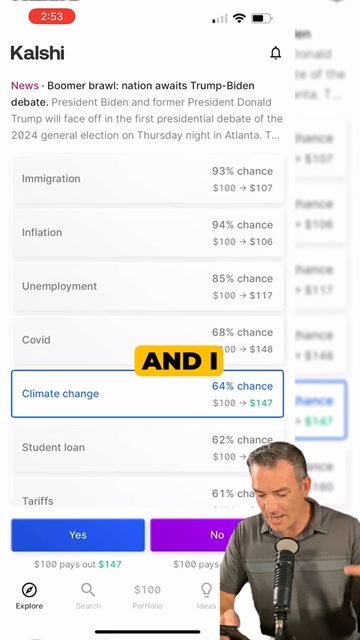 2:53
Kalshi
News · Boomer brawl: nation awaits Trump-Biden
debate. President Biden and former President Donald
Trump will face off in the first presidential debate of the
2024 general election on Thursday night in Atlanta. T...
Immigration
93% chance
$100 → $107
Inflation
94% chance
$100 → $106
Unemployment
85% chance
$100 → $117
Covid
68% chance
$100 → $148
AND I
Climate change
64% chance
$100 → $147
Student loan
62% chance
$100 →
Tariffs
61% cha
Yes
No
$100 pays out $147
$100 pays
Explore
Search
$100
Portfolio
Ideas